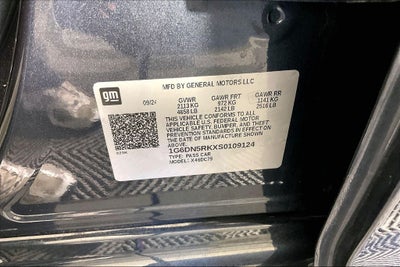 MFD BY GENERAL MOTORS LLC
gm
09/24 GVWR GAWR FRT GAWR RR
2113 KG 972 KG 1141 KG
4658 LB 2142 LB 2516 LB
THIS VEHICLE CONFORMS TO ALL
APPLICABLE U.S. FEDERAL MOTOR
VEHICLE SAFETY, BUMPER, AND THEFT
PREVENTION STANDARDS IN EFFECT ON
THE DATE OF MANUFACTURE SHOWN
ABOVE.
1G6DN5RKXS0109124
TYPE: PASS CAR
MODEL: